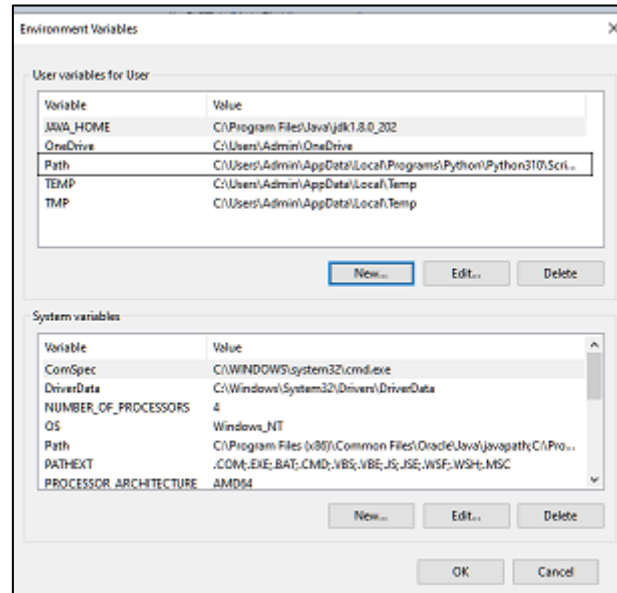 Environment Variables
User variables for User
Variable Value
JAVA_HOME C:\Program Files\Java\jdk1.8.0_202
OneDrive C:\Users\Admin\OneDrive
Path C:\Users\Admin\AppData\Local\Programs\Python\Python310\Scri...
TEMP C:\Users\Admin\AppData\Local\Temp
TMP C:\Users\Admin\AppData\Local\Temp
New... Edit... Delete
System variables
Variable Value
ComSpec C:\WINDOWS\system32\cmd.exe
DriverData C:\Windows\System32\Drivers\DriverData
NUMBER_OF_PROCESSORS 4
OS Windows_NT
Path C:\Program Files (x86)\Common Files\Oracle\Java\javapath;C:\Pro...
PATHEXT .COM;.EXE;.BAT;.CMD;.VBS;.VBE;.JS;.JSE;.WSF;.WSH;.MSC
PROCESSOR_ARCHITECTURE AMD64
New... Edit... Delete
OK Cancel